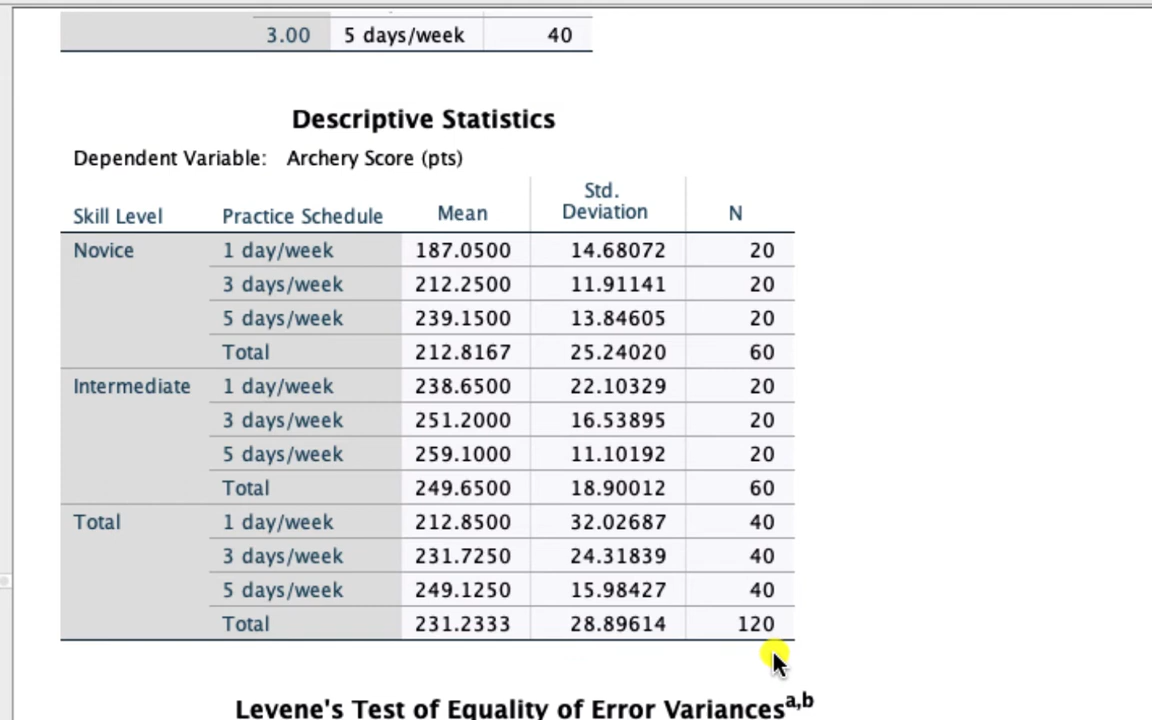 3.00 5 days/week 40
Descriptive Statistics
Dependent Variable: Archery Score (pts)
Skill Level Practice Schedule Mean Std. Deviation N
Novice 1 day/week 187.0500 14.68072 20
3 days/week 212.2500 11.91141 20
5 days/week 239.1500 13.84605 20
Total 212.8167 25.24020 60
Intermediate 1 day/week 238.6500 22.10329 20
3 days/week 251.2000 16.53895 20
5 days/week 259.1000 11.10192 20
Total 249.6500 18.90012 60
Total 1 day/week 212.8500 32.02687 40
3 days/week 231.7250 24.31839 40
5 days/week 249.1250 15.98427 40
Total 231.2333 28.89614 120
Levene's Test of Equality of Error Variancesa,b